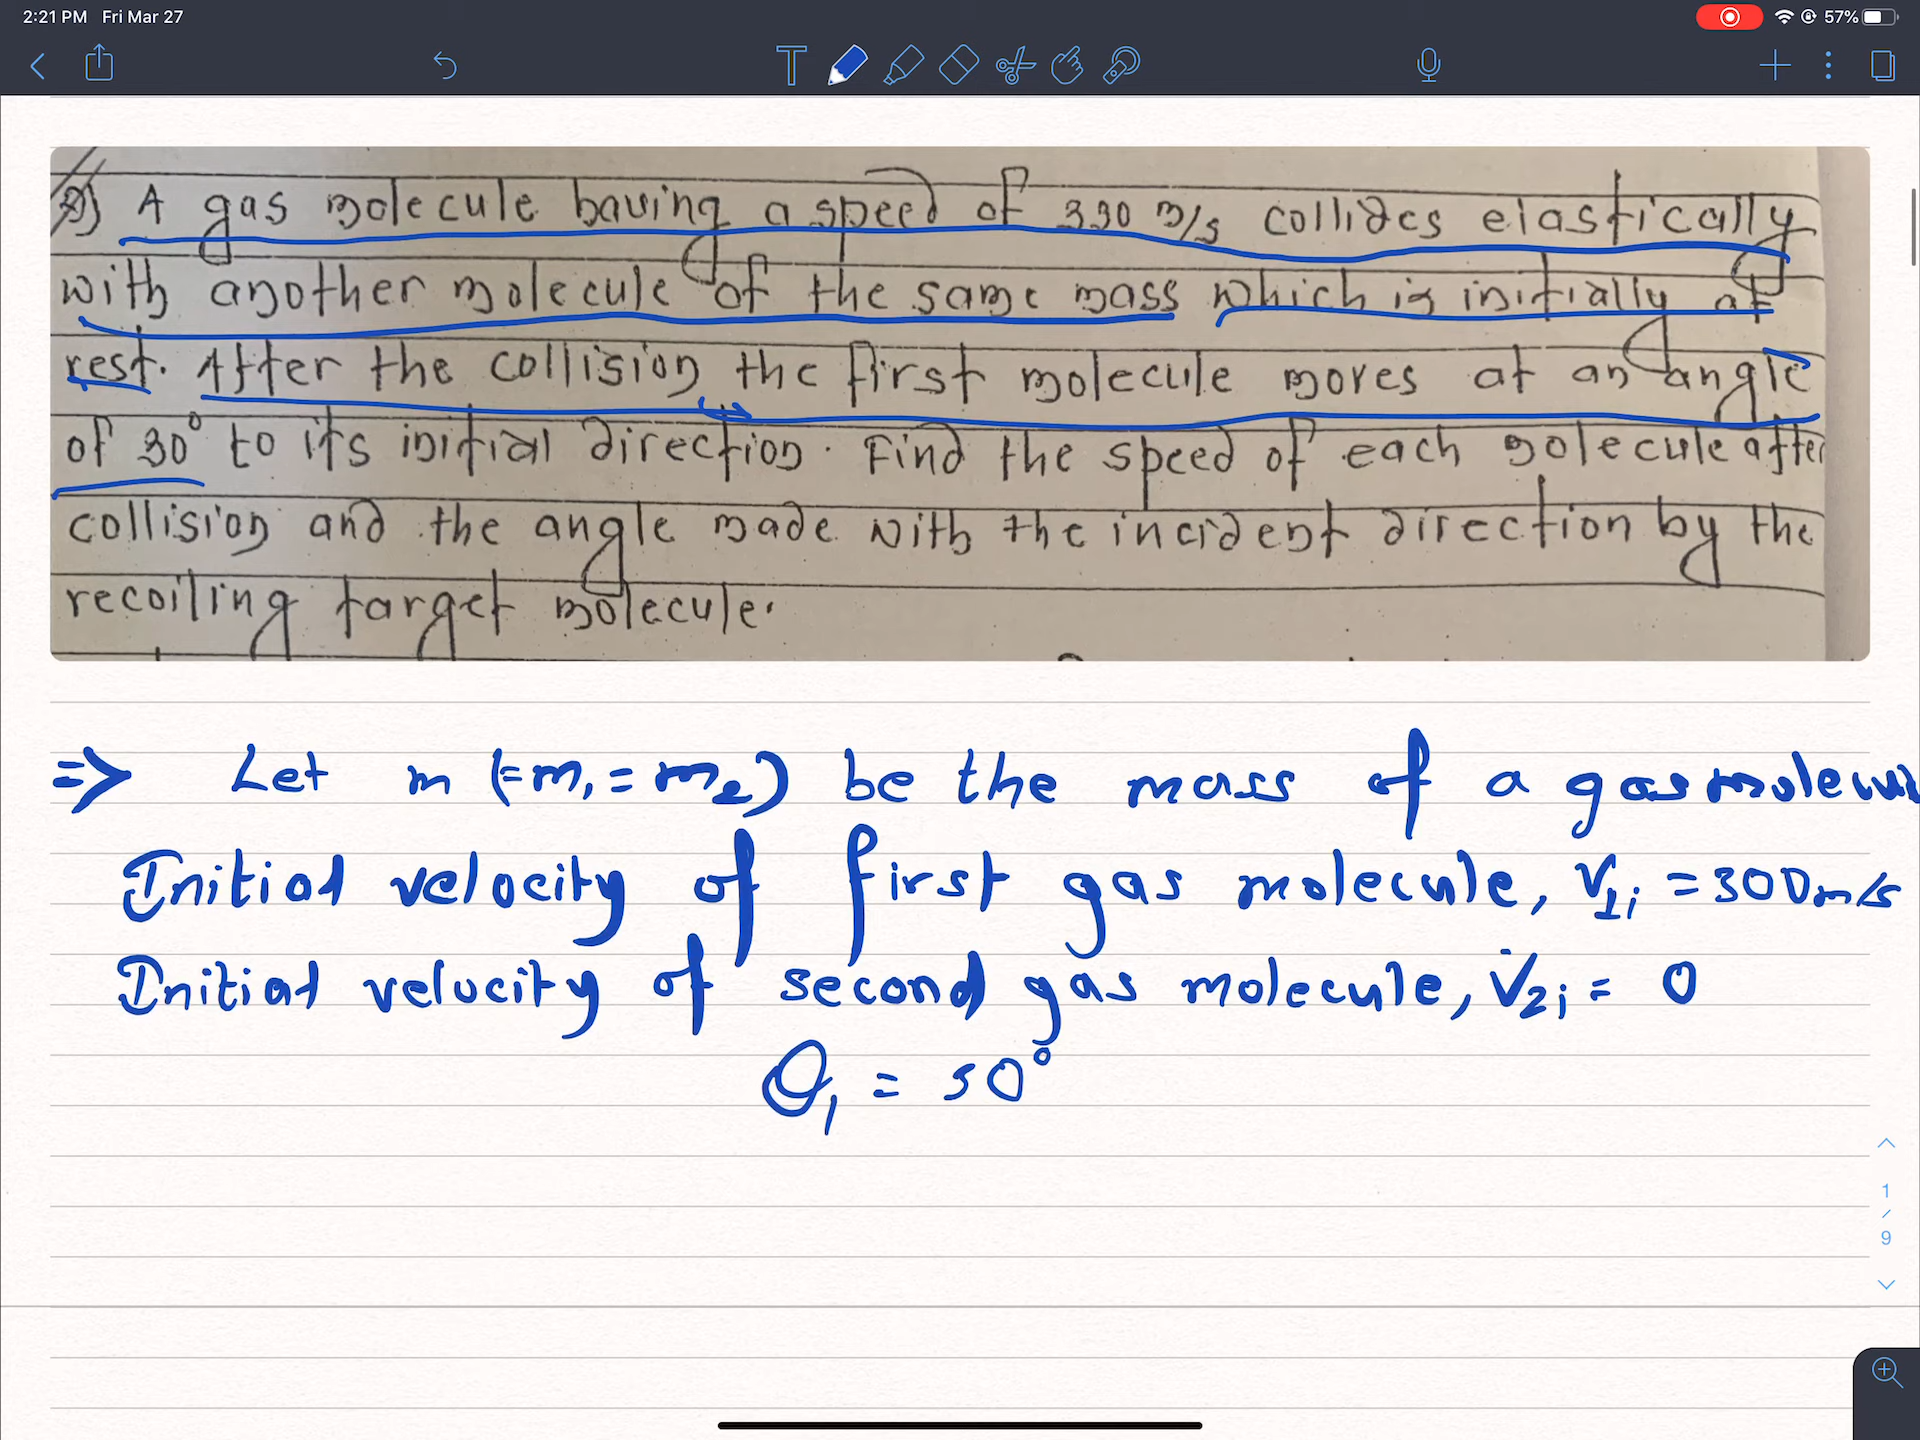 2:21 PM Fri Mar 27
57%
Q) A gas molecule having a speed of 330 m/s collides elastically
with another molecule of the same mass which is initially at
rest. After the collision the first molecule moves at an angle
of 30° to its initial direction. Find the speed of each molecule after
collision and the angle made with the incident direction by the
recoiling target molecule.
=> Let m (=m₁ = m₂) be the mass of a gas molecul
Initial velocity of first gas molecule, V₁ᵢ = 300m/s
Initial velocity of second gas molecule, V₂ᵢ = 0
θ₁ = 30°
1
/
9